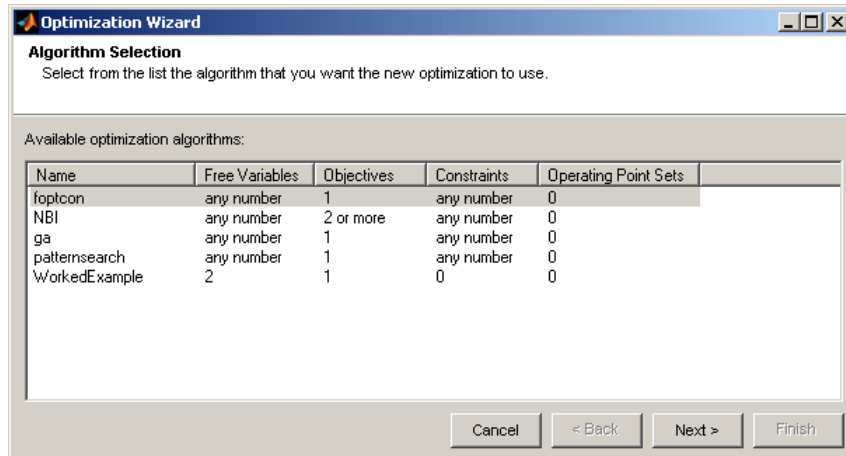 Optimization Wizard
Algorithm Selection
Select from the list the algorithm that you want the new optimization to use.
Available optimization algorithms:
Name Free Variables Objectives Constraints Operating Point Sets
foptcon any number 1 any number 0
NBI any number 2 or more any number 0
ga any number 1 any number 0
patternsearch any number 1 any number 0
WorkedExample 2 1 0 0
Cancel < Back Next > Finish